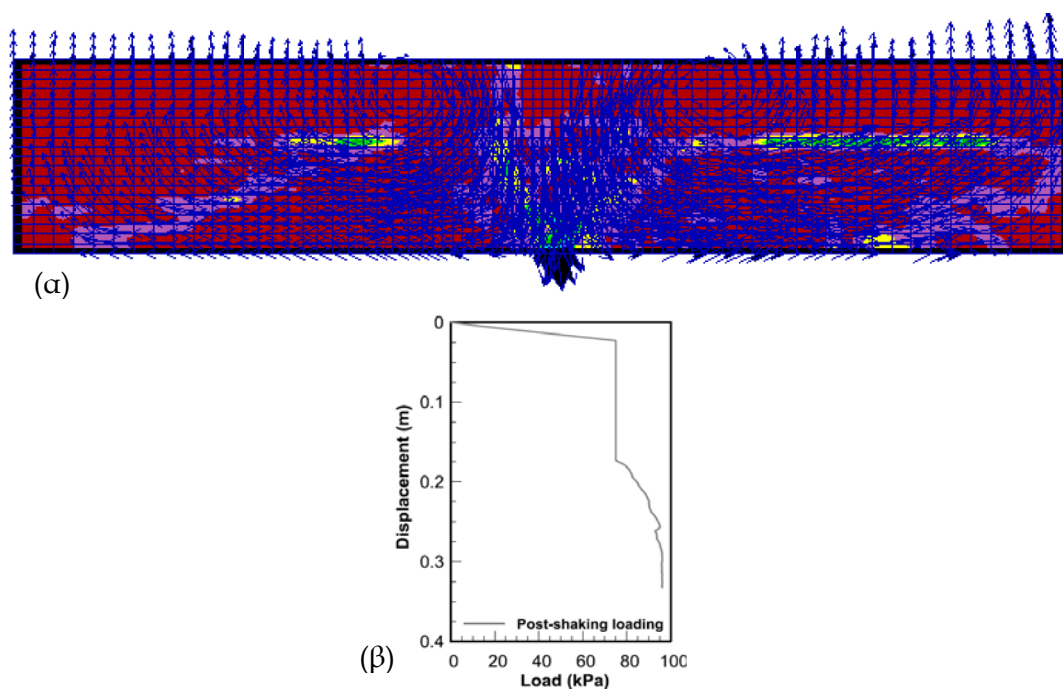 (α)
0
0.1
0.2
0.3
0.4
Displacement (m)
Post-shaking loading
0 20 40 60 80 100
Load (kPa)
(β)